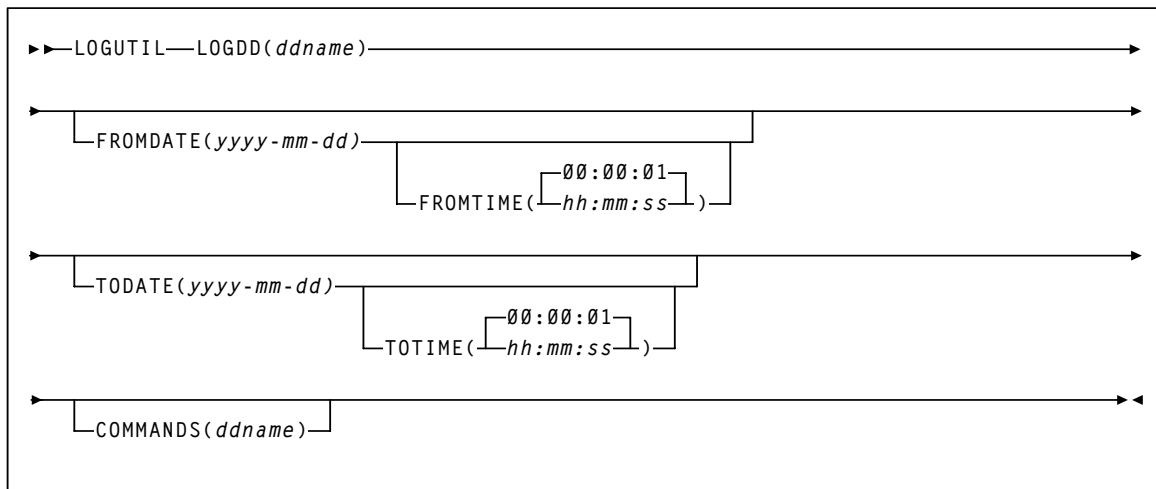 LOGUTIL LOGDD(ddname)
FROMDATE(yyyy-mm-dd)
00:00:01
FROMTIME( hh:mm:ss )
TODATE(yyyy-mm-dd)
00:00:01
TOTIME( hh:mm:ss )
COMMANDS(ddname)